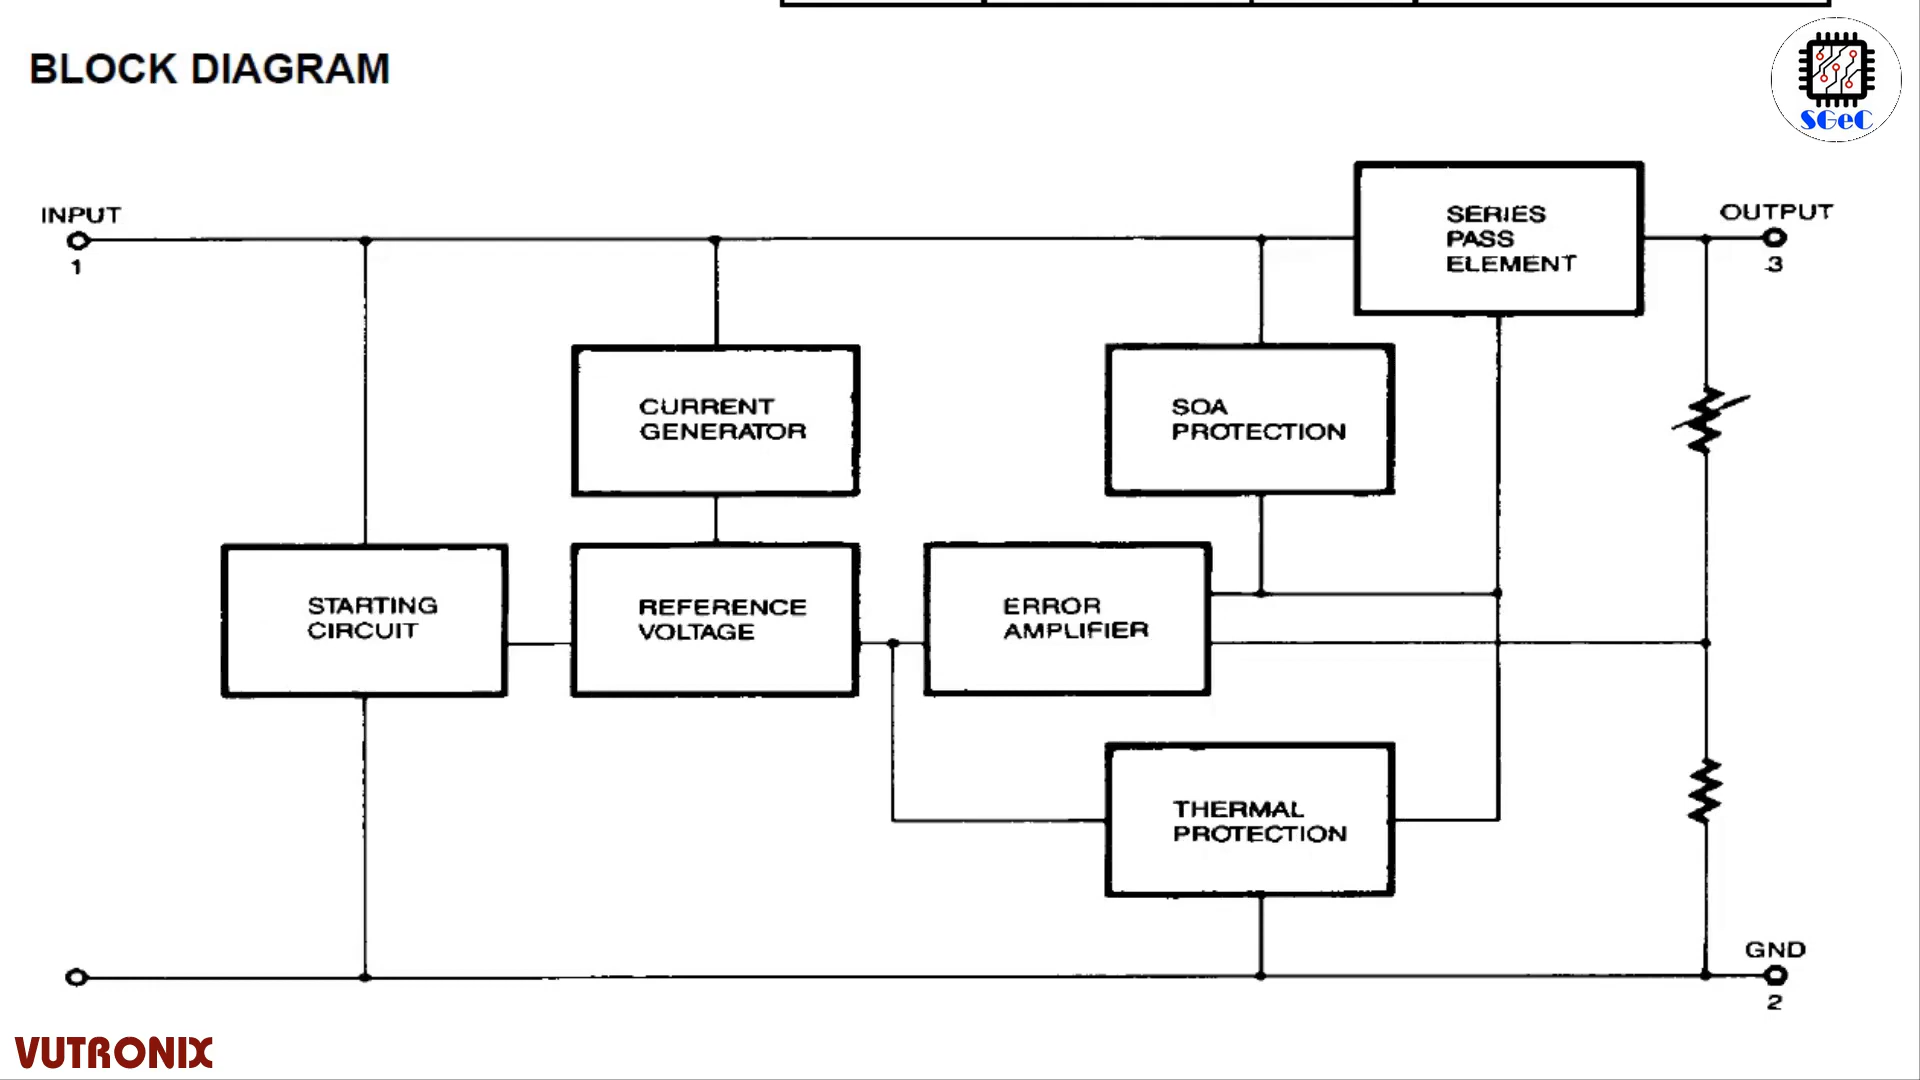 BLOCK DIAGRAM
SGeC
INPUT
1
SERIES
PASS
ELEMENT
OUTPUT
3
CURRENT
GENERATOR
SOA
PROTECTION
STARTING
CIRCUIT
REFERENCE
VOLTAGE
ERROR
AMPLIFIER
THERMAL
PROTECTION
GND
2
VUTRONIX